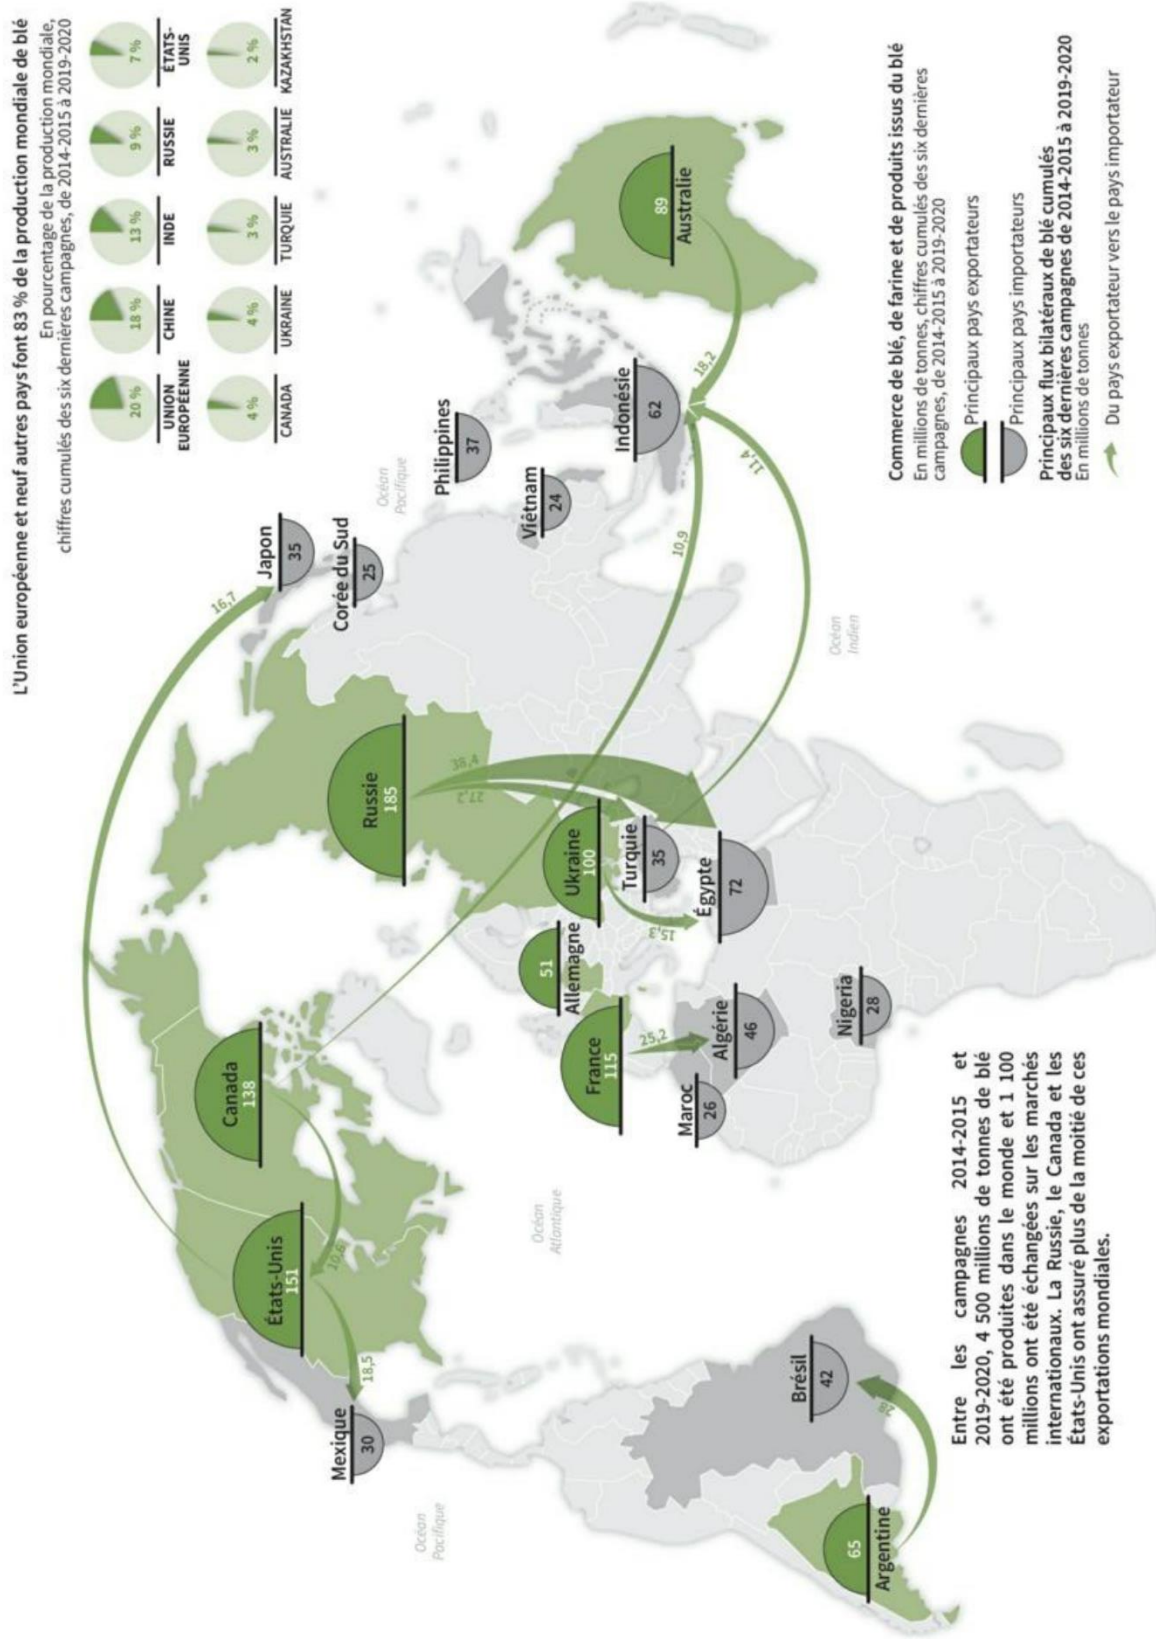 L'Union européenne et neuf autres pays font 83 % de la production mondiale de blé
En pourcentage de la production mondiale,
chiffres cumulés des six dernières campagnes, de 2014-2015 à 2019-2020
20 %
UNION
EUROPÉENNE
18 %
CHINE
13 %
INDE
9 %
RUSSIE
7 %
ÉTATS-
UNIS
4 %
CANADA
4 %
UKRAINE
3 %
TURQUIE
3 %
AUSTRALIE
2 %
KAZAKHSTAN
16,7
Canada
138
États-Unis
151
10,6
18,5
Mexique
30
Océan
Pacifique
Océan
Atlantique
Argentine
65
28
Brésil
42
Russie
185
38,4
27,2
Ukraine
100
Allemagne
51
France
115
25,2
15,3
Turquie
35
Égypte
72
Algérie
46
Maroc
26
Nigeria
28
Japon
35
Corée du Sud
25
Océan
Pacifique
Philippines
37
Viêtnam
24
Indonésie
62
18,2
10,9
11,4
Australie
89
Océan
Indien
Entre les campagnes 2014-2015 et
2019-2020, 4 500 millions de tonnes de blé
ont été produites dans le monde et 1 100
millions ont été échangées sur les marchés
internationaux. La Russie, le Canada et les
États-Unis ont assuré plus de la moitié de ces
exportations mondiales.
Commerce de blé, de farine et de produits issus du blé
En millions de tonnes, chiffres cumulés des six dernières
campagnes, de 2014-2015 à 2019-2020
Principaux pays exportateurs
Principaux pays importateurs
Principaux flux bilatéraux de blé cumulés
des six dernières campagnes de 2014-2015 à 2019-2020
En millions de tonnes
Du pays exportateur vers le pays importateur